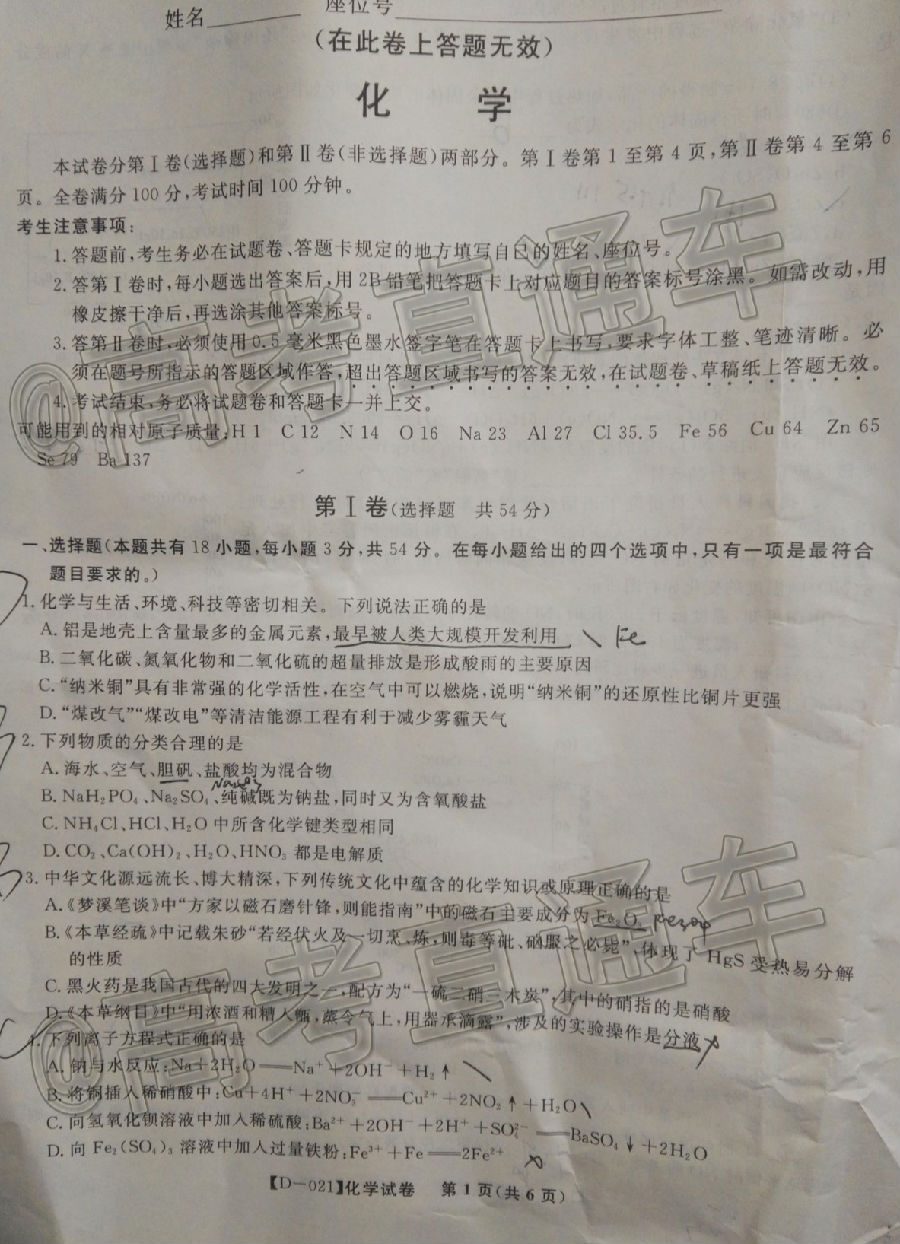 姓名 座位号
（在此卷上答题无效）
化 学
本试卷分第Ⅰ卷(选择题)和第Ⅱ卷(非选择题)两部分。第Ⅰ卷第1至第4页,第Ⅱ卷第4至第6
页。全卷满分100分,考试时间100分钟。
考生注意事项:
1.答题前,考生务必在试题卷、答题卡规定的地方填写自己的姓名、座位号。
2.答第Ⅰ卷时,每小题选出答案后,用2B铅笔把答题卡上对应题目的答案标号涂黑。如需改动,用
橡皮擦干净后,再选涂其他答案标号。
3.答第Ⅱ卷时,必须使用0.5毫米黑色墨水签字笔在答题卡上书写,要求字体工整、笔迹清晰。必
须在题号所指示的答题区域作答,超出答题区域书写的答案无效,在试题卷、草稿纸上答题无效。
4.考试结束,务必将试题卷和答题卡一并上交。
可能用到的相对原子质量:H 1 C 12 N 14 O 16 Na 23 Al 27 Cl 35.5 Fe 56 Cu 64 Zn 65
Se 79 Ba 137
第Ⅰ卷(选择题 共54分)
一、选择题(本题共有18小题,每小题3分,共54分。在每小题给出的四个选项中,只有一项是最符合
题目要求的。)
1.化学与生活、环境、科技等密切相关。下列说法正确的是
A.铝是地壳上含量最多的金属元素,最早被人类大规模开发利用 Fe
B.二氧化碳、氮氧化物和二氧化硫的超量排放是形成酸雨的主要原因
C.“纳米铜”具有非常强的化学活性,在空气中可以燃烧,说明“纳米铜”的还原性比铜片更强
D.“煤改气”“煤改电”等清洁能源工程有利于减少雾霾天气
2.下列物质的分类合理的是
A.海水、空气、胆矾、盐酸均为混合物
B.NaH₂PO₄、Na₂SO₄、纯碱既为钠盐,同时又为含氧酸盐
C.NH₄Cl、HCl、H₂O中所含化学键类型相同
D.CO₂、Ca(OH)₂、H₂O、HNO₃都是电解质
3.中华文化源远流长、博大精深,下列传统文化中蕴含的化学知识或原理正确的是
A.《梦溪笔谈》中“方家以磁石磨针锋,则能指南”中的磁石主要成分为Fe₂O₃
B.《本草经疏》中记载朱砂“若经伏火及一切烹、炼,则毒等砒、硇服之必毙”,体现了HgS受热易分解
的性质
C.黑火药是我国古代的四大发明之一,配方为“一硫二硝三木炭”,其中的硝指的是硝酸
D.《本草纲目》中“用浓酒和糟入甑,蒸令气上,用器承滴露”,涉及的实验操作是分液
4.下列离子方程式正确的是
A.钠与水反应:Na+2H₂O══Na⁺+2OH⁻+H₂↑
B.将铜插入稀硝酸中:Cu+4H⁺+2NO₃⁻══Cu²⁺+2NO₂↑+H₂O
C.向氢氧化钡溶液中加入稀硫酸:Ba²⁺+2OH⁻+2H⁺+SO₄²⁻══BaSO₄↓+2H₂O
D.向Fe₂(SO₄)₃溶液中加入过量铁粉:Fe³⁺+Fe══2Fe²⁺
【D-021】化学试卷 第1页(共6页)
@高考直通车
@高考直通车